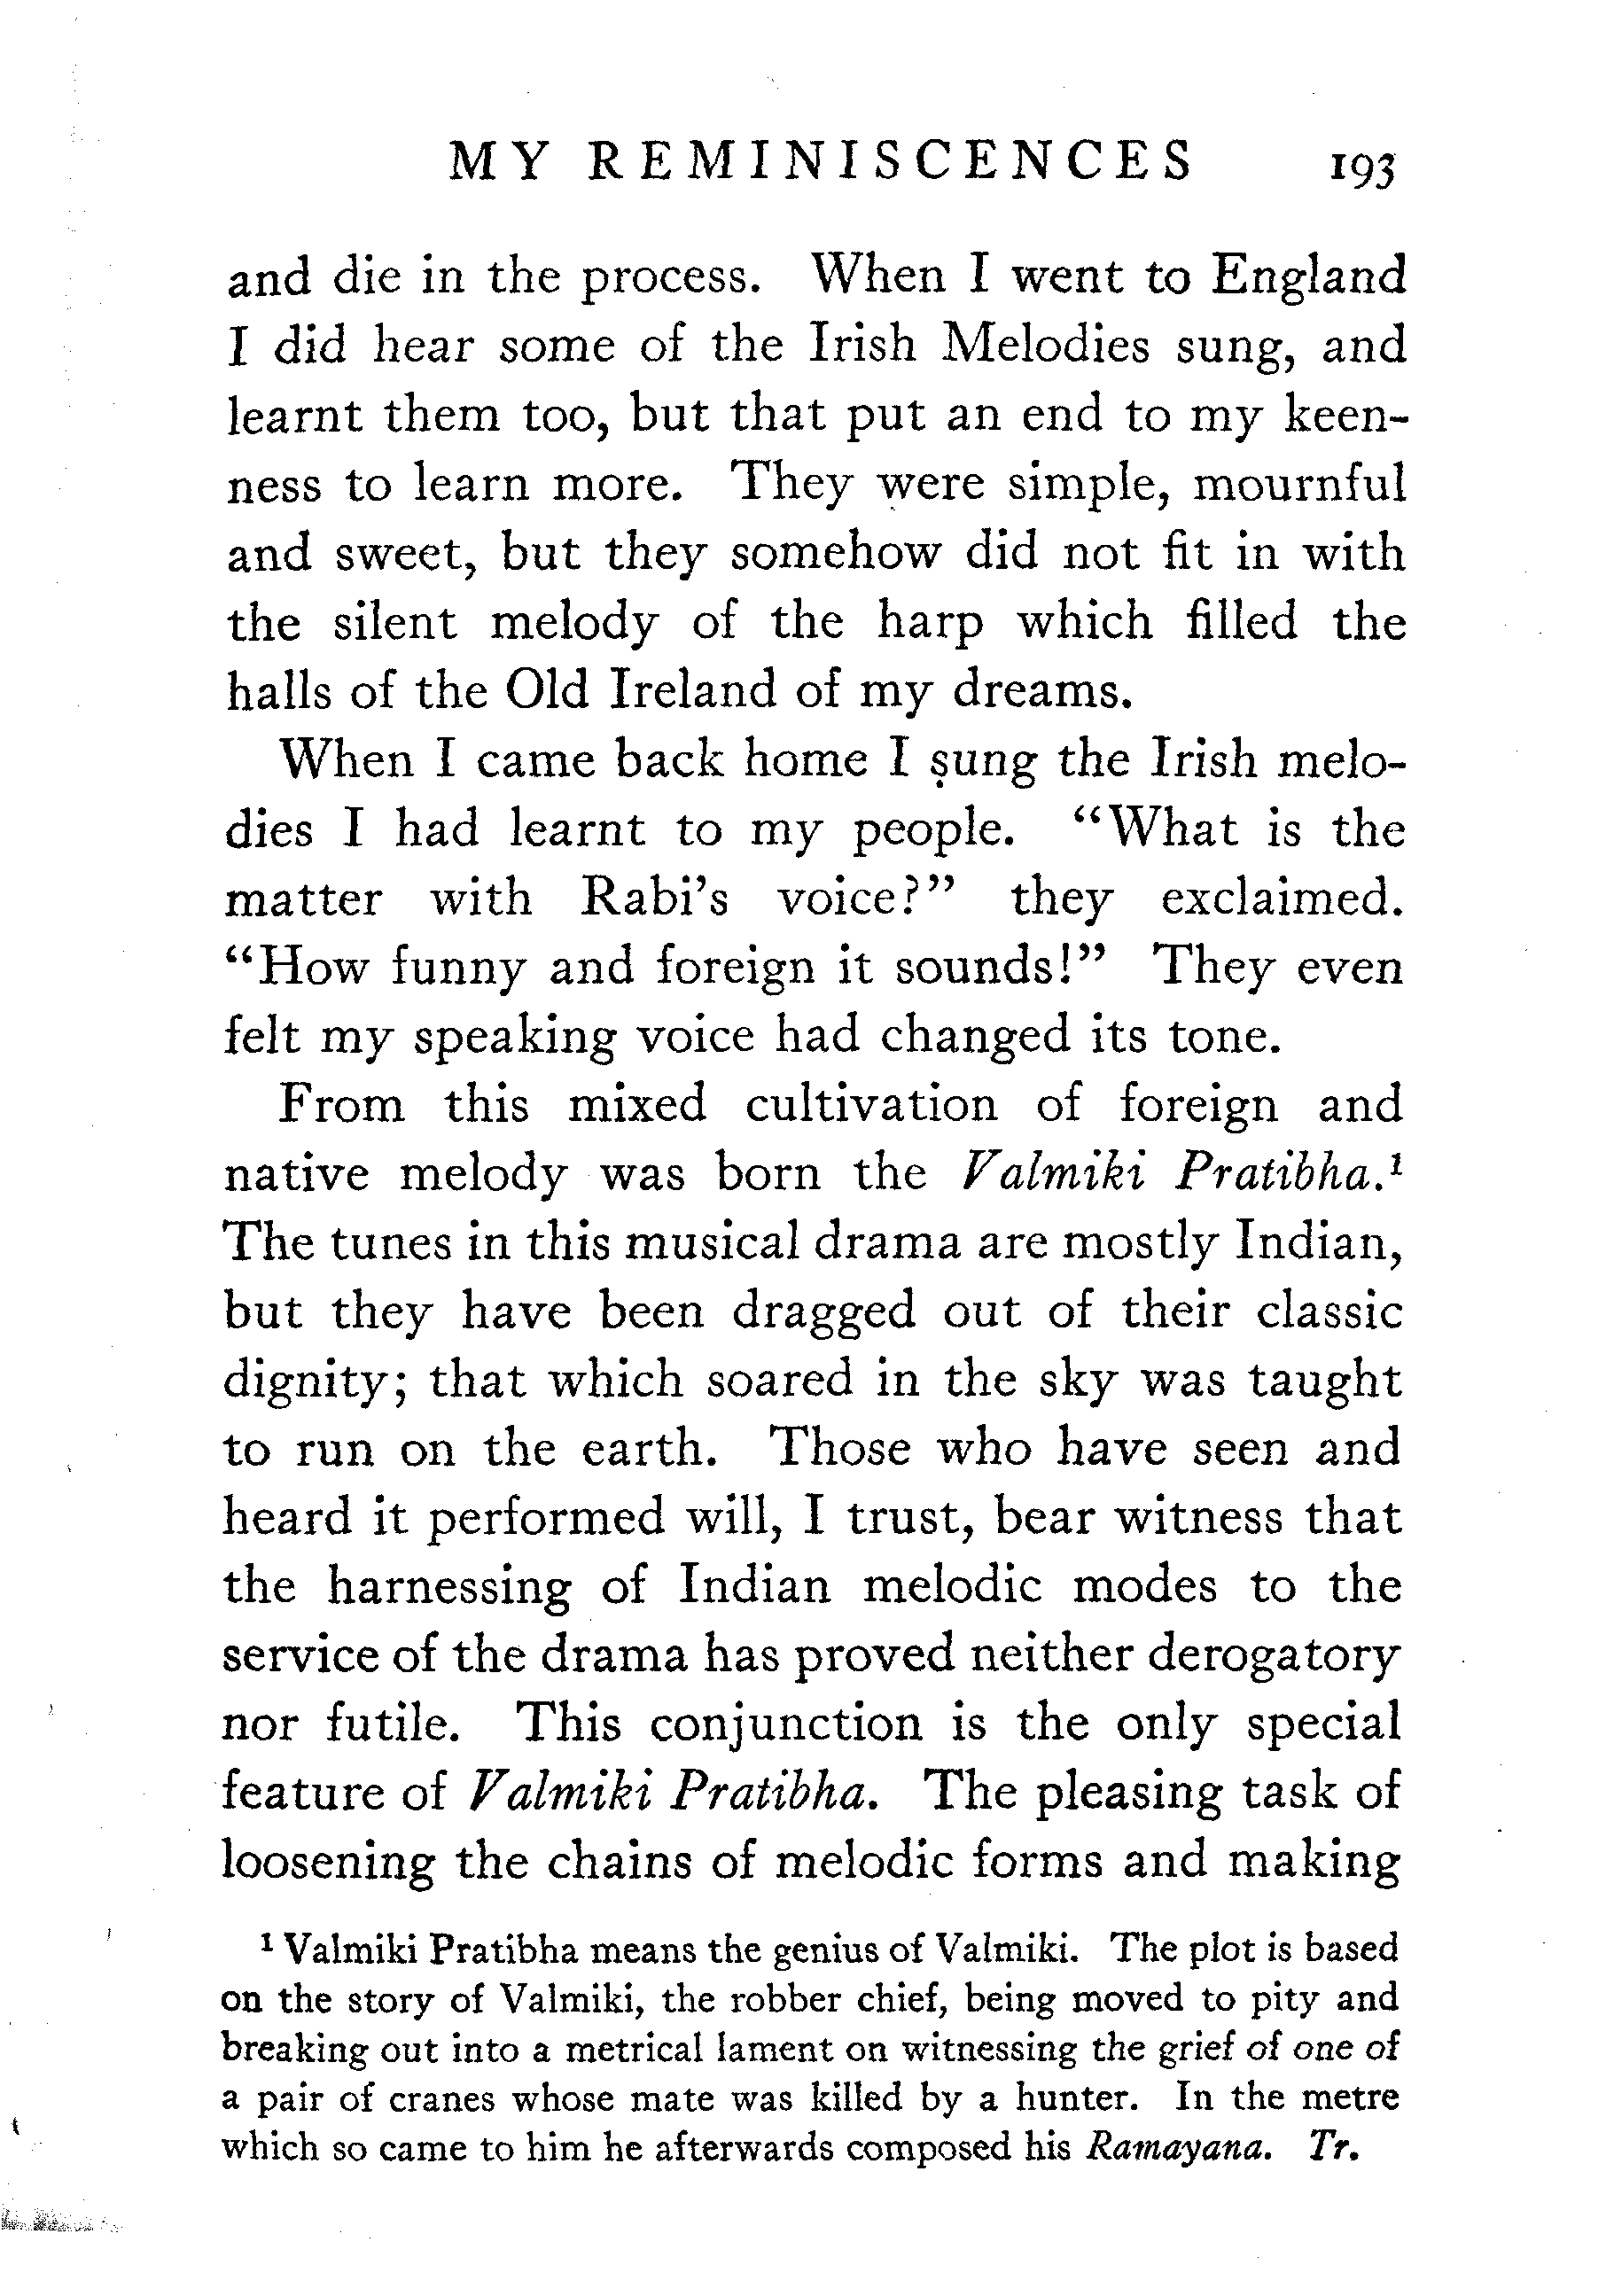 MY REMINISCENCES 193
and die in the process. When I went to England
I did hear some of the Irish Melodies sung, and
learnt them too, but that put an end to my keen-
ness to learn more. They were simple, mournful
and sweet, but they somehow did not fit in with
the silent melody of the harp which filled the
halls of the Old Ireland of my dreams.
When I came back home I sung the Irish melo-
dies I had learnt to my people. “What is the
matter with Rabi’s voice?” they exclaimed.
“How funny and foreign it sounds!” They even
felt my speaking voice had changed its tone.
From this mixed cultivation of foreign and
native melody was born the Valmiki Pratibha.¹
The tunes in this musical drama are mostly Indian,
but they have been dragged out of their classic
dignity; that which soared in the sky was taught
to run on the earth. Those who have seen and
heard it performed will, I trust, bear witness that
the harnessing of Indian melodic modes to the
service of the drama has proved neither derogatory
nor futile. This conjunction is the only special
feature of Valmiki Pratibha. The pleasing task of
loosening the chains of melodic forms and making
¹ Valmiki Pratibha means the genius of Valmiki. The plot is based
on the story of Valmiki, the robber chief, being moved to pity and
breaking out into a metrical lament on witnessing the grief of one of
a pair of cranes whose mate was killed by a hunter. In the metre
which so came to him he afterwards composed his Ramayana. Tr.